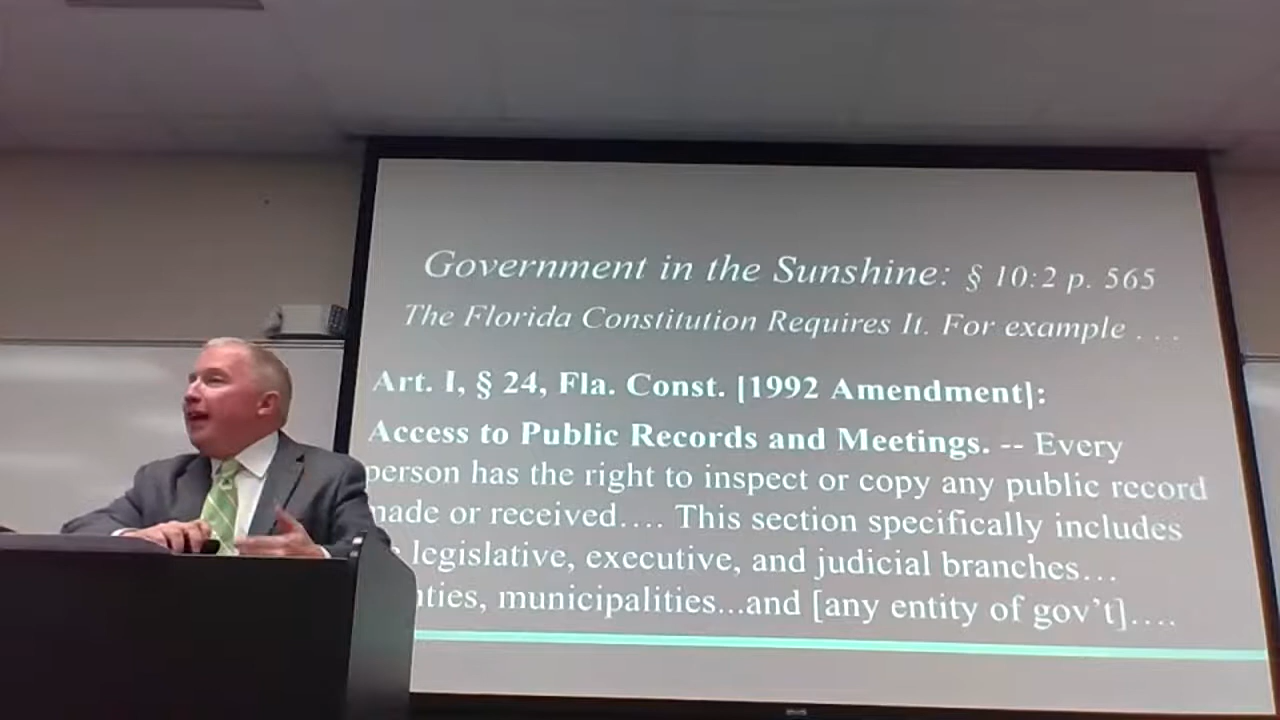 Government in the Sunshine: § 10:2 p. 565
The Florida Constitution Requires It. For example . . .
Art. I, § 24, Fla. Const. [1992 Amendment]:
Access to Public Records and Meetings. -- Every
person has the right to inspect or copy any public record
made or received…. This section specifically includes
legislative, executive, and judicial branches…
nties, municipalities...and [any entity of gov't]….